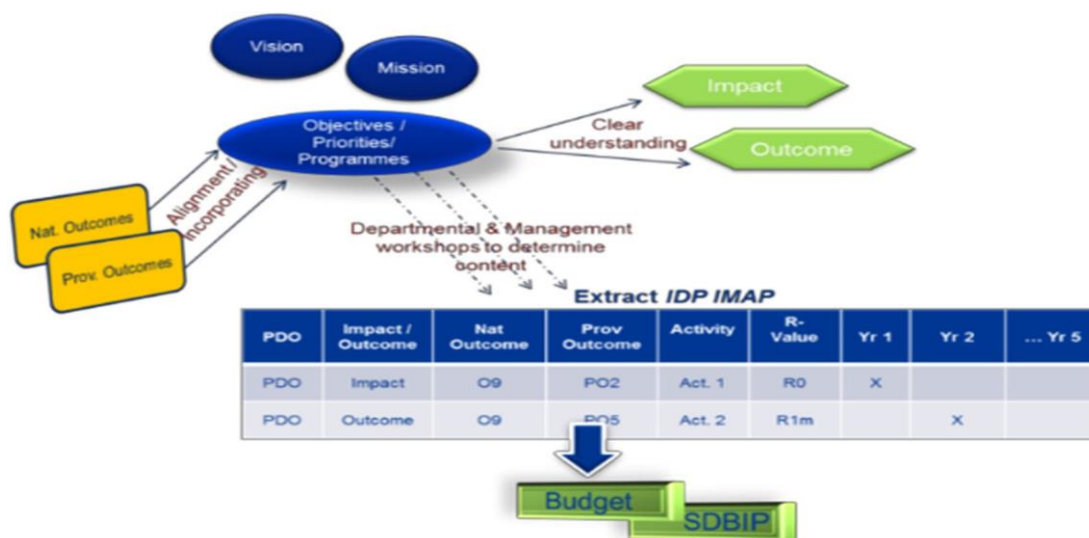 Vision
Mission
Objectives /
Priorities/
Programmes
Impact
Clear
understanding
Outcome
Alignment/
Incorporating
Nat. Outcomes
Prov. Outcomes
Departmental & Management
workshops to determine
content
Extract IDP IMAP
PDO Impact / Outcome Nat Outcome Prov Outcome Activity R-Value Yr 1 Yr 2 ... Yr 5
PDO Impact O9 PO2 Act. 1 R0 X
PDO Outcome O9 PO5 Act. 2 R1m X
Budget
SDBIP